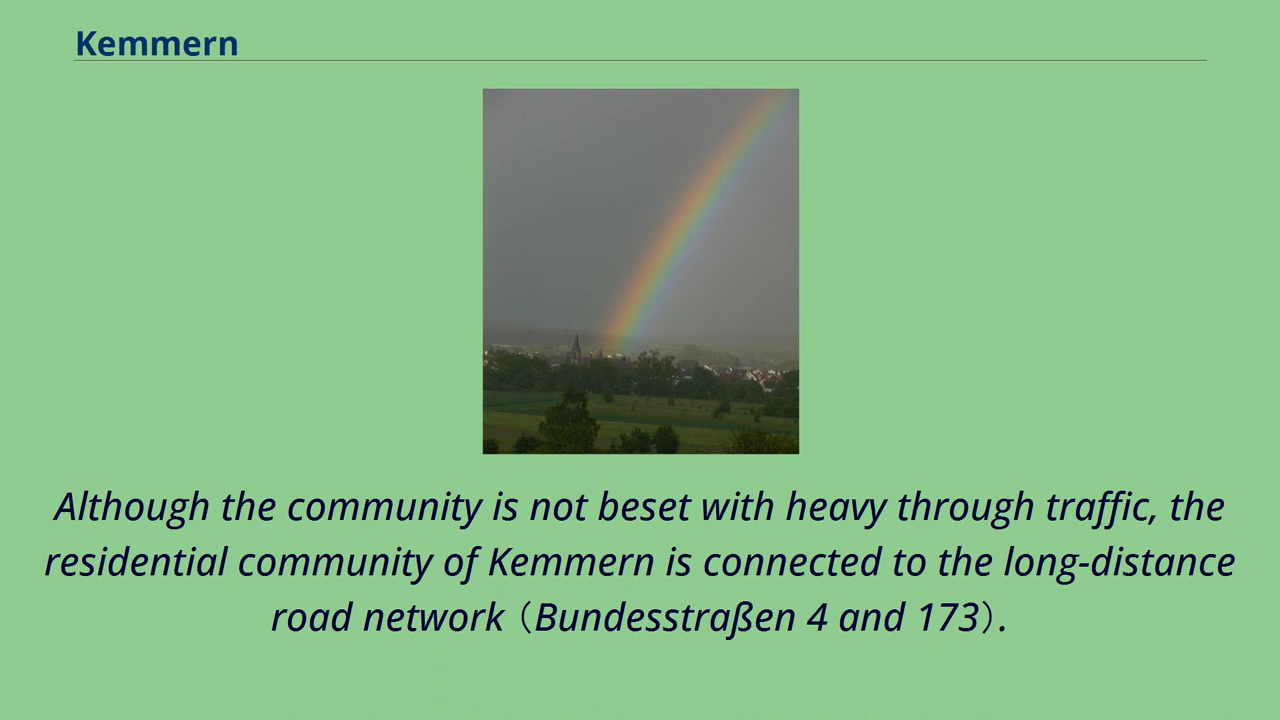 Kemmern
Although the community is not beset with heavy through traffic, the
residential community of Kemmern is connected to the long-distance
road network（Bundesstraßen 4 and 173）.